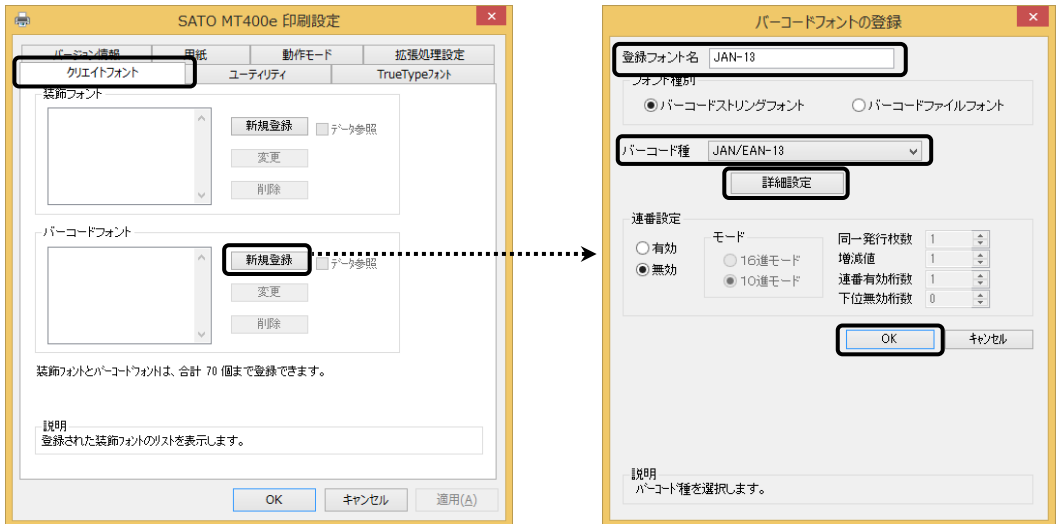 SATO MT400e 印刷設定
バージョン情報
用紙
動作モード
拡張処理設定
クリエイトフォント
ユーティリティ
TrueTypeフォント
装飾フォント
新規登録
データ参照
変更
削除
バーコードフォント
新規登録
データ参照
変更
削除
装飾フォントとバーコードフォントは、合計 70 個まで登録できます。
説明
登録された装飾フォントのリストを表示します。
OK
キャンセル
適用(A)
バーコードフォントの登録
登録フォント名 JAN-13
フォント種別
バーコードストリングフォント
バーコードファイルフォント
バーコード種 JAN/EAN-13
詳細設定
連番設定
有効
無効
モード
16進モード
10進モード
同一発行枚数 1
増減値 1
連番有効桁数 1
下位無効桁数 0
OK
キャンセル
説明
バーコード種を選択します。